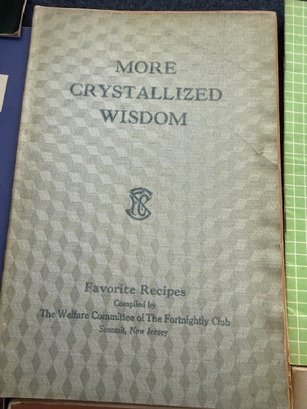 MORE
CRYSTALLIZED
WISDOM
Favorite Recipes
Compiled by
The Welfare Committee of The Fortnightly Club
Summit, New Jersey